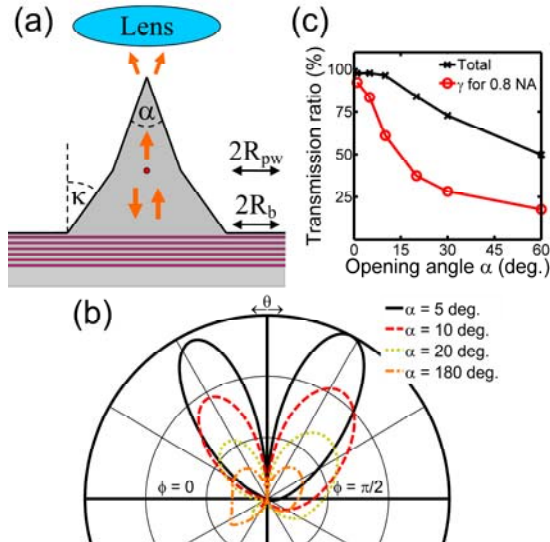 (a)
Lens
α
2R_pw
κ
2R_b
(c)
Transmission ratio (%)
100
75
50
25
Total
γ for 0.8 NA
0 15 30 45 60
Opening angle α (deg.)
(b)
θ
α = 5 deg.
α = 10 deg.
α = 20 deg.
α = 180 deg.
ϕ = 0
ϕ = π/2